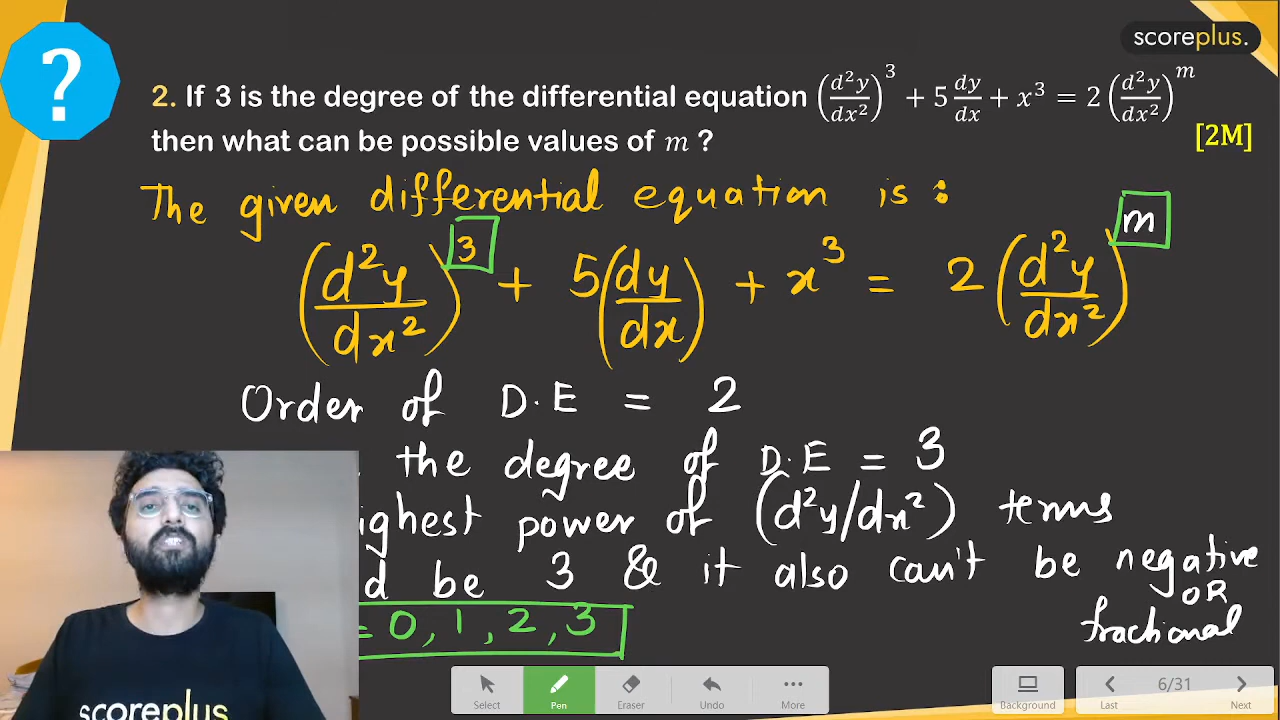 scoreplus.
?
2. If 3 is the degree of the differential equation (d²y/dx²)³ + 5 dy/dx + x³ = 2 (d²y/dx²)ᵐ
then what can be possible values of m ?
[2M]
The given differential equation is :
(d²y/dx²)³ + 5(dy/dx) + x³ = 2(d²y/dx²)ᵐ
Order of D.E = 2
the degree of D.E = 3
ighest power of (d²y/dx²) terms
d be 3 & it also can't be negative
OR
fractional
= 0, 1, 2, 3
scoreplus
Select Pen Eraser Undo More Background Last 6/31 Next